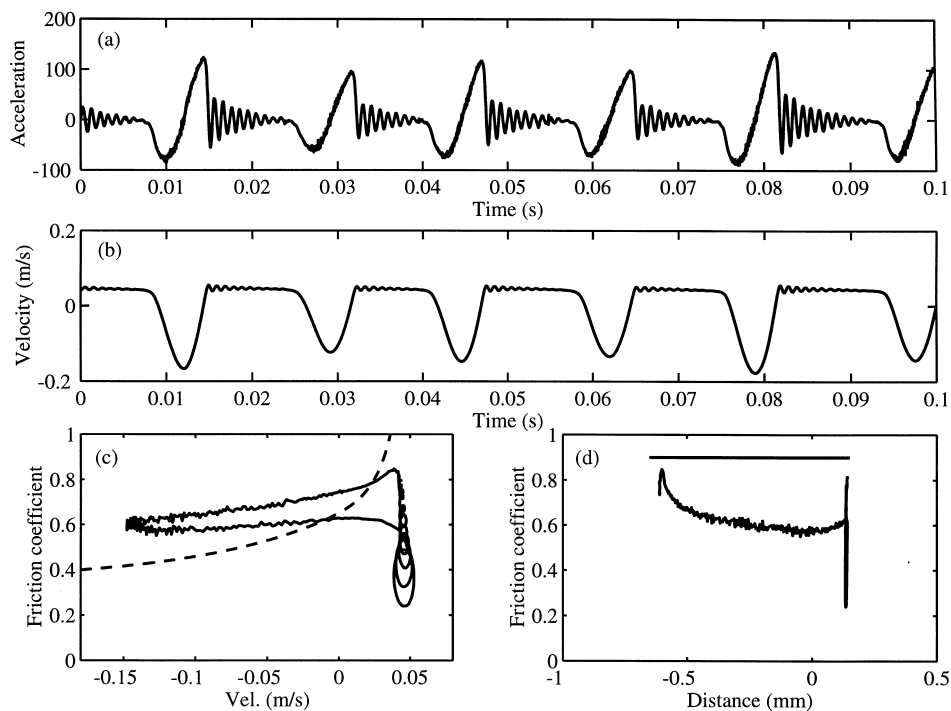 200
(a)
100
0
-100
Acceleration
0 0.01 0.02 0.03 0.04 0.05 0.06 0.07 0.08 0.09 0.1
Time (s)
0.2
(b)
0
-0.2
Velocity (m/s)
0 0.01 0.02 0.03 0.04 0.05 0.06 0.07 0.08 0.09 0.1
Time (s)
1
(c)
0.8
0.6
0.4
0.2
0
Friction coefficient
-0.15 -0.1 -0.05 0 0.05
Vel. (m/s)
1
(d)
0.8
0.6
0.4
0.2
0
Friction coefficient
-1 -0.5 0 0.5
Distance (mm)